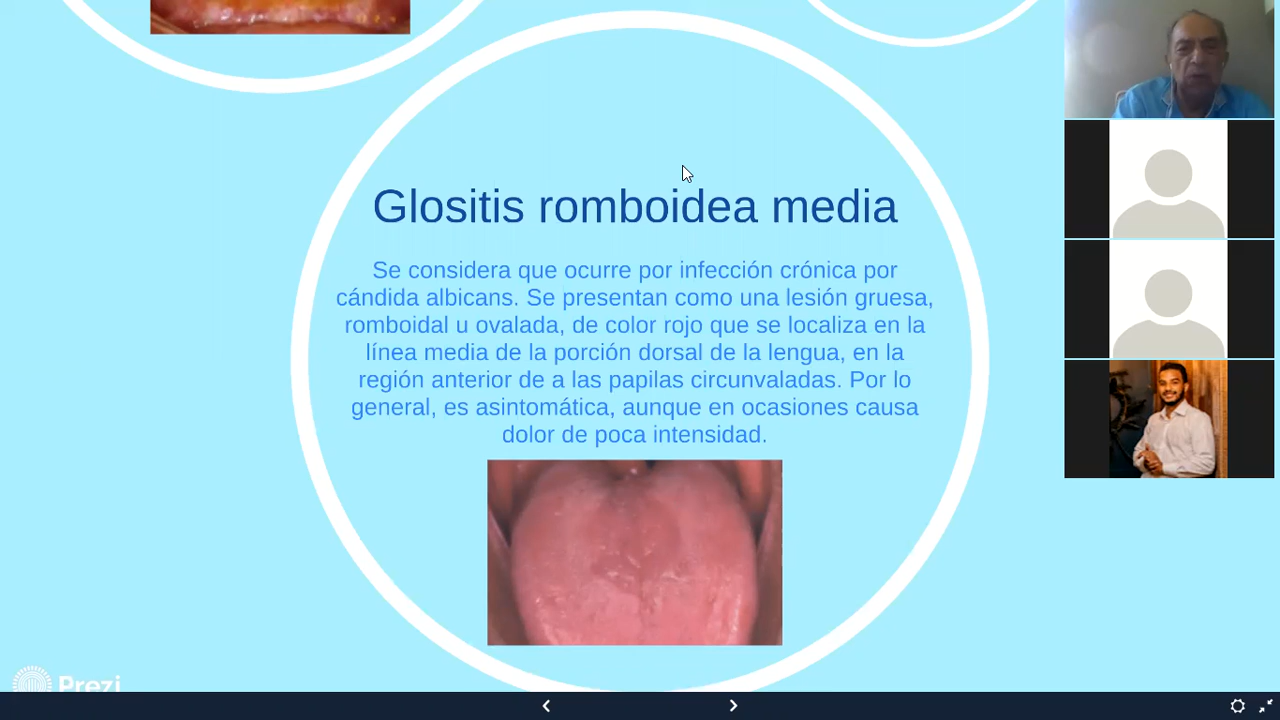 Glositis romboidea media
Se considera que ocurre por infección crónica por
cándida albicans. Se presentan como una lesión gruesa,
romboidal u ovalada, de color rojo que se localiza en la
línea media de la porción dorsal de la lengua, en la
región anterior de a las papilas circunvaladas. Por lo
general, es asintomática, aunque en ocasiones causa
dolor de poca intensidad.
Prezi